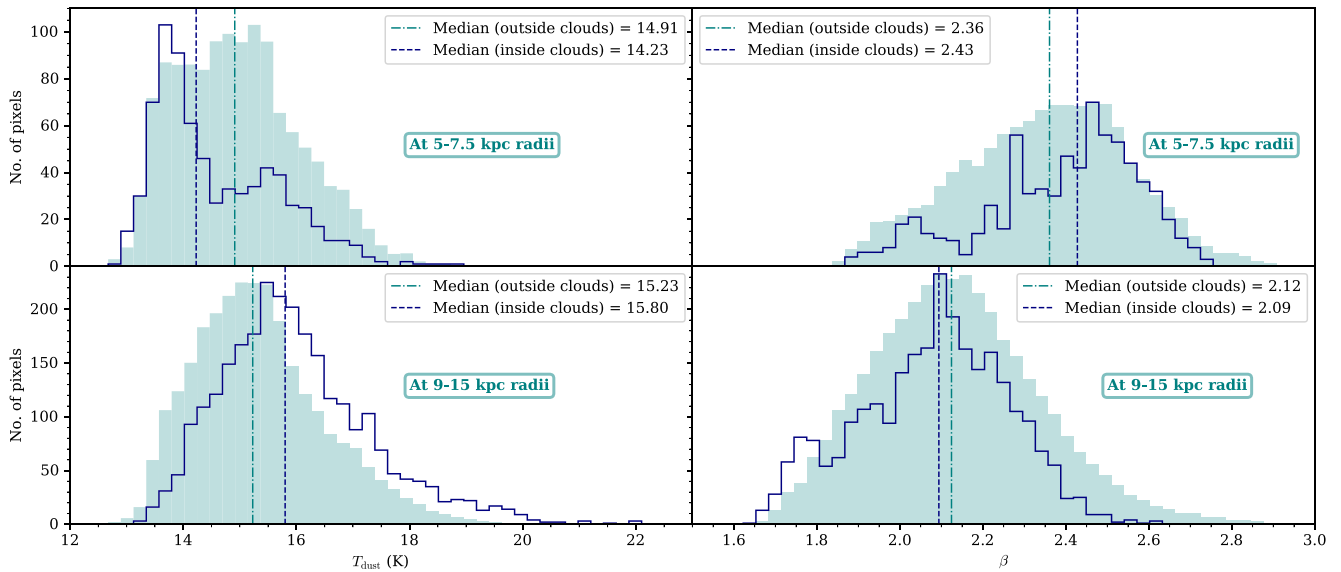 Median (outside clouds) = 14.91
Median (inside clouds) = 14.23
At 5-7.5 kpc radii
No. of pixels
0
20
40
60
80
100
Median (outside clouds) = 2.36
Median (inside clouds) = 2.43
At 5-7.5 kpc radii
Median (outside clouds) = 15.23
Median (inside clouds) = 15.80
At 9-15 kpc radii
No. of pixels
0
50
100
150
200
12 14 16 18 20 22
T_dust (K)
Median (outside clouds) = 2.12
Median (inside clouds) = 2.09
At 9-15 kpc radii
1.6 1.8 2.0 2.2 2.4 2.6 2.8 3.0
β